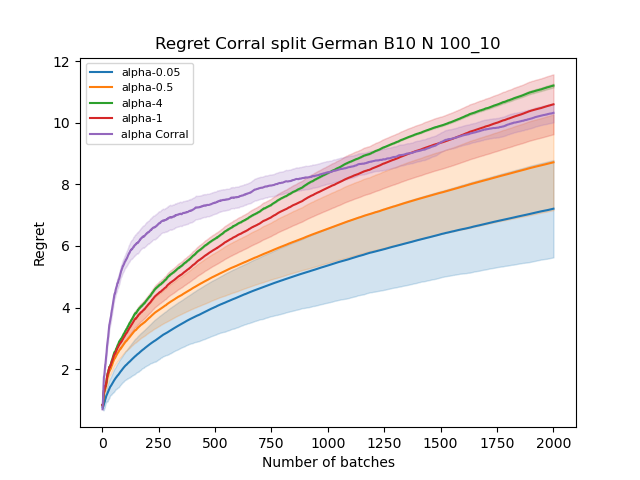 Regret Corral split German B10 N 100_10
12
10
8
6
4
2
Regret
alpha-0.05
alpha-0.5
alpha-4
alpha-1
alpha Corral
0 250 500 750 1000 1250 1500 1750 2000
Number of batches